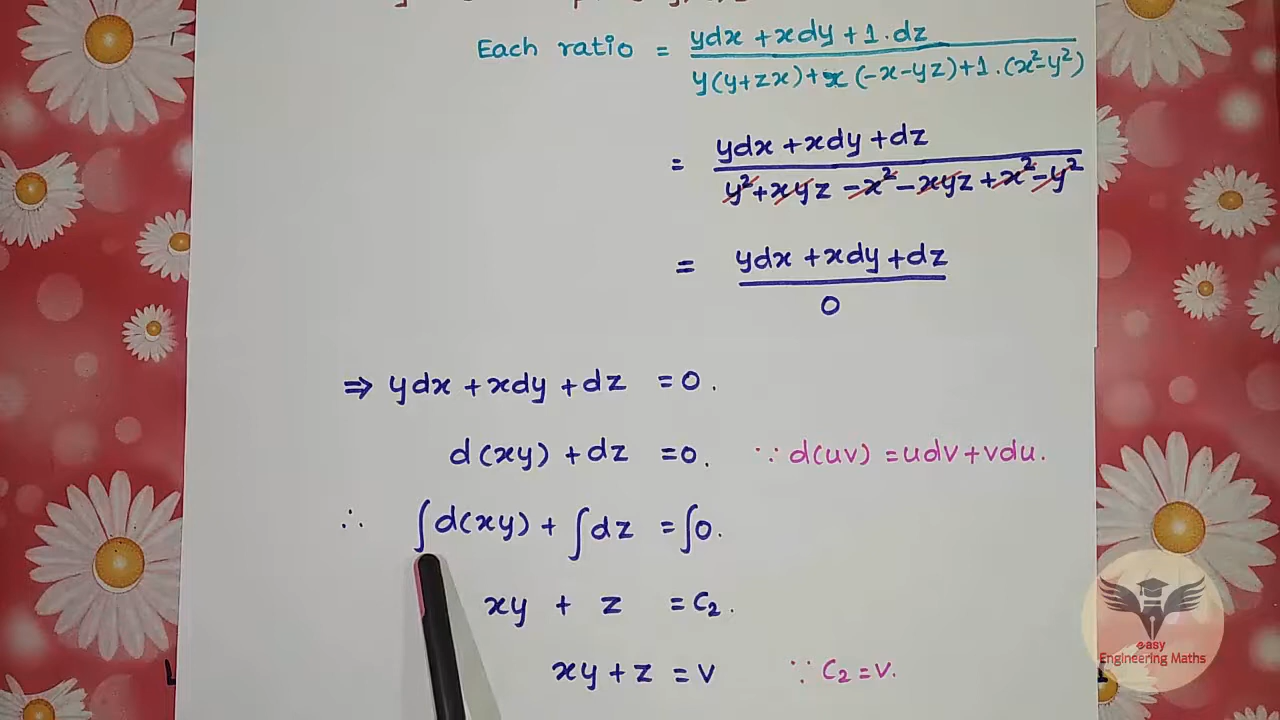 Each ratio = ydx + xdy + 1.dz / y(y+zx)+x(-x-yz)+1.(x²-y²)
= ydx + xdy + dz / y²+xyz -x²-xyz+x²-y²
= ydx + xdy + dz / 0
⇒ ydx + xdy + dz = 0.
d(xy) + dz = 0. ∵ d(uv) = udv+vdu.
∴ ∫d(xy) + ∫dz = ∫0.
xy + z = C₂.
xy + z = v ∵ C₂ = v.
easy
Engineering Maths